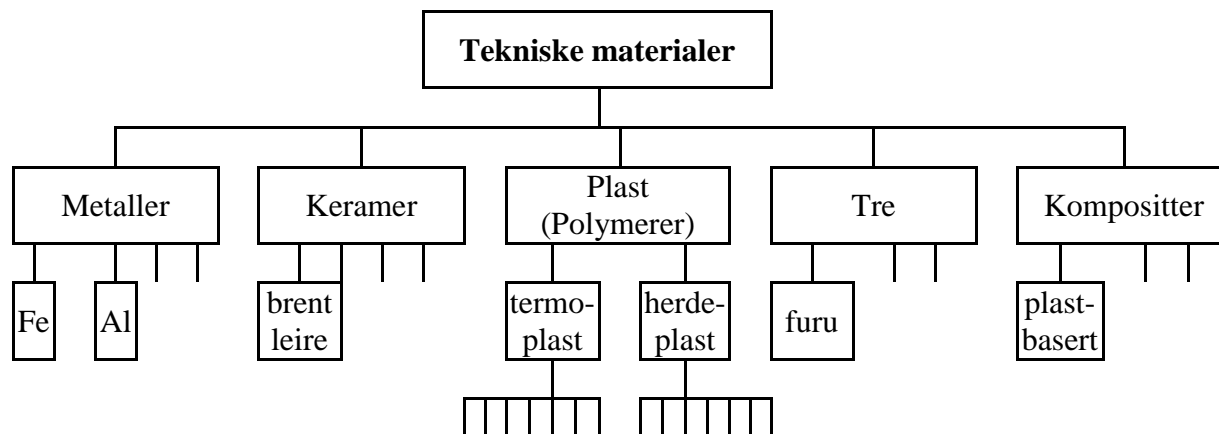 Tekniske materialer
Metaller
Keramer
Plast
(Polymerer)
Tre
Kompositter
Fe
Al
brent
leire
termo-
plast
herde-
plast
furu
plast-
basert